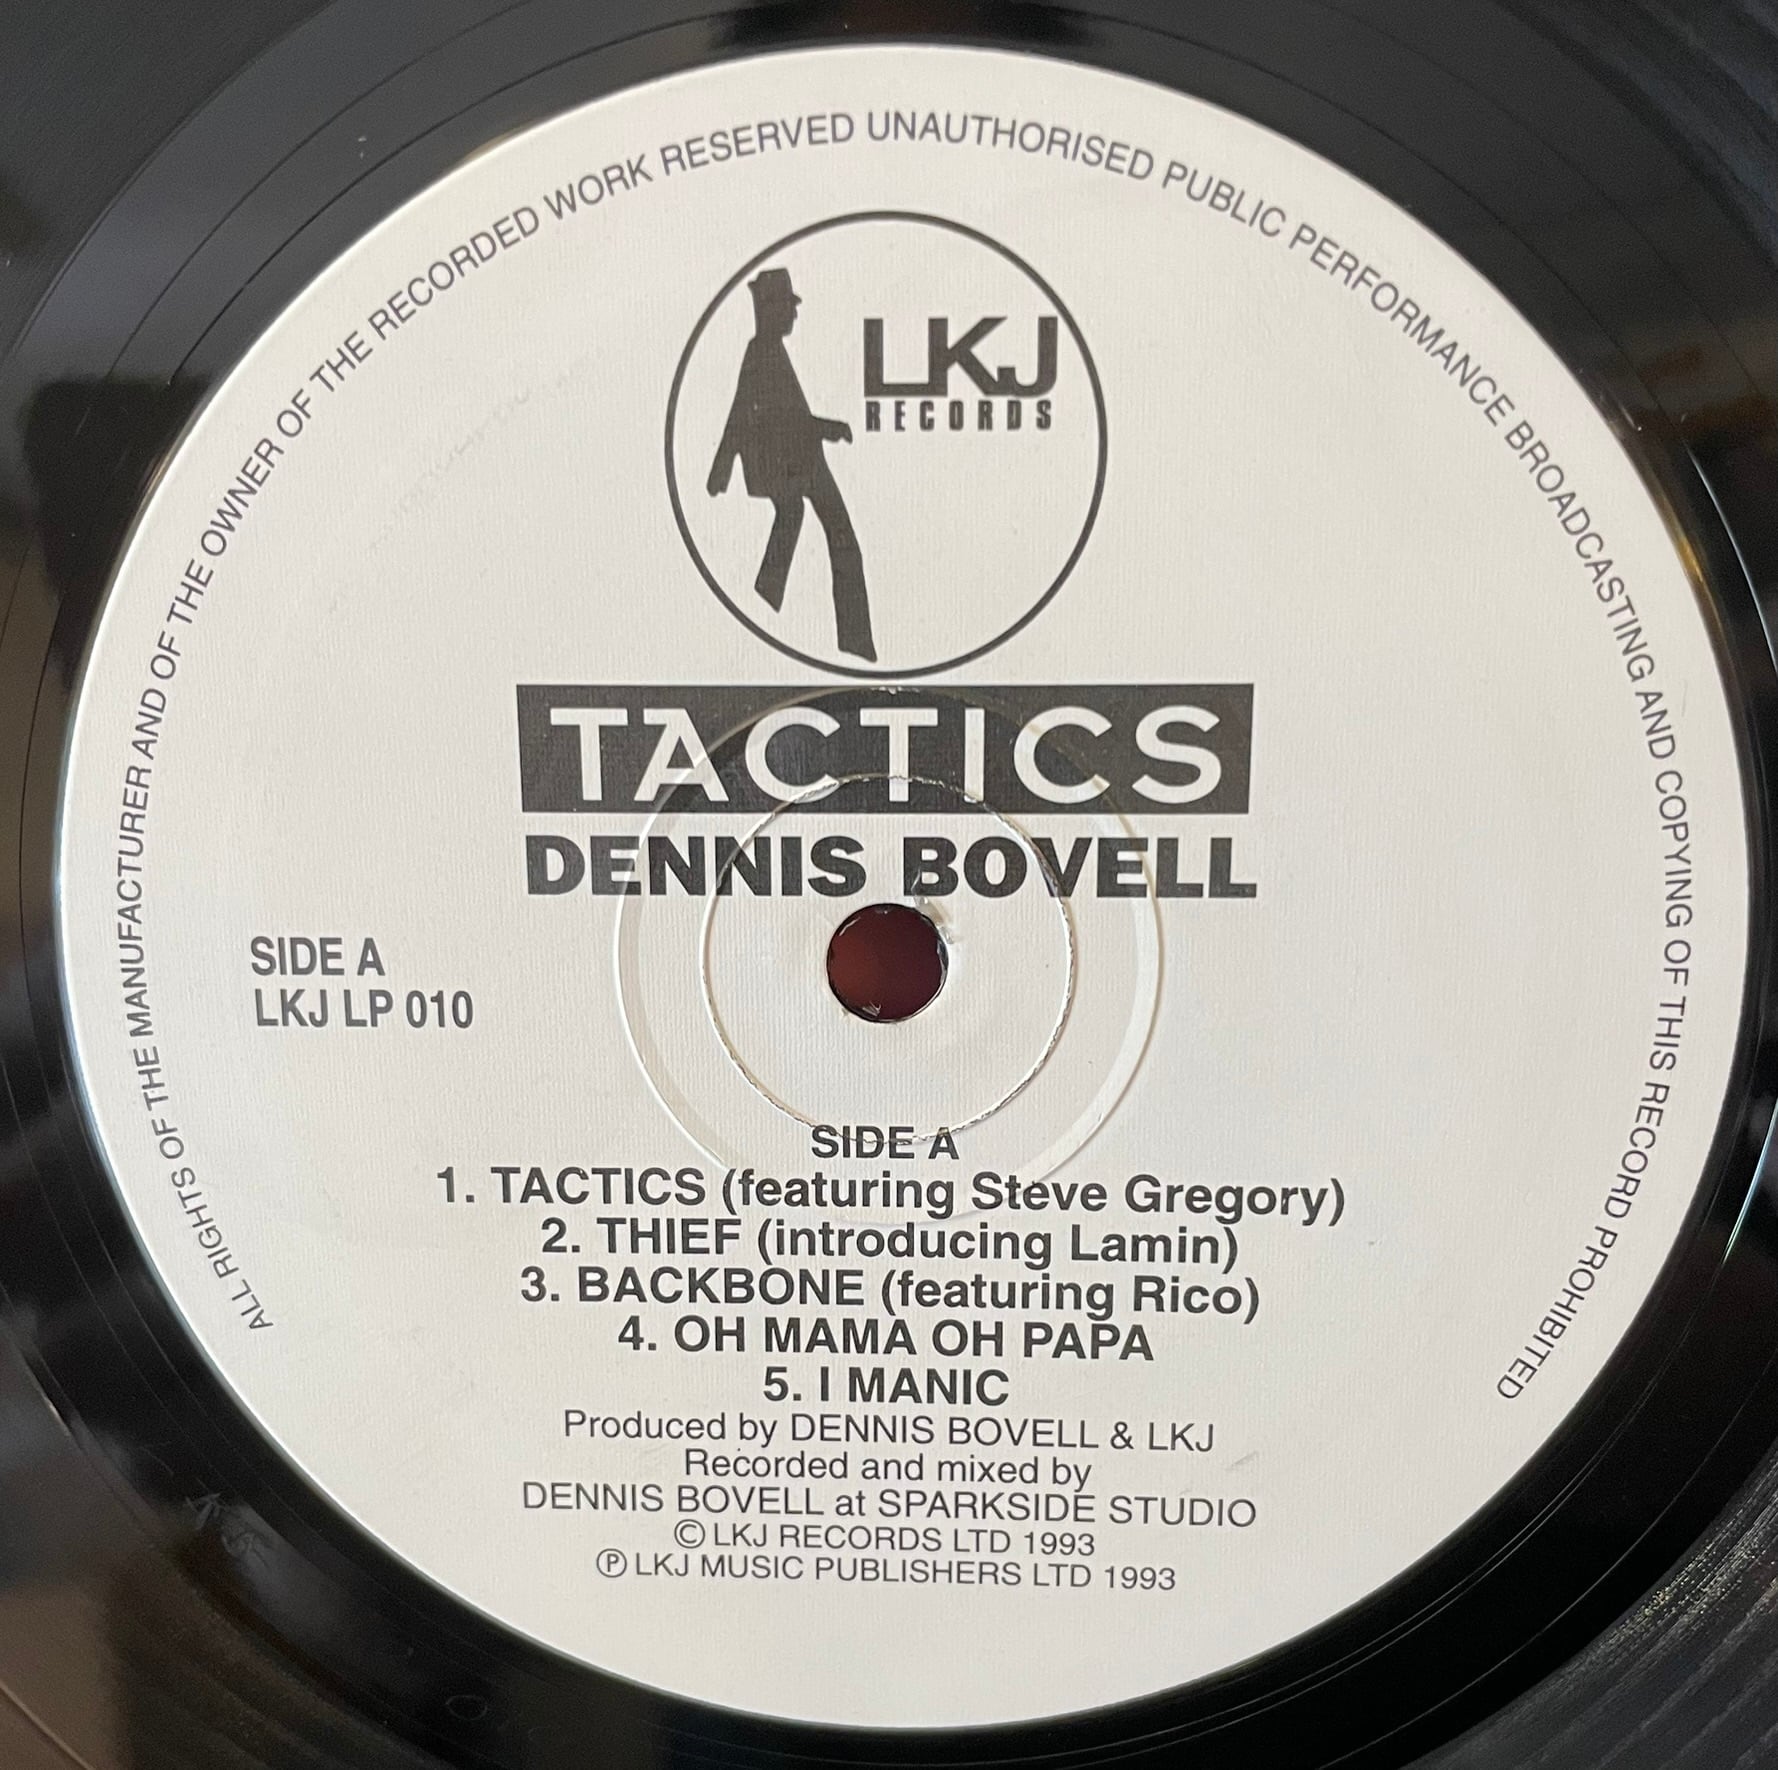 ALL RIGHTS OF THE MANUFACTURER AND OF THE OWNER OF THE RECORDED WORK RESERVED UNAUTHORISED PUBLIC PERFORMANCE BROADCASTING AND COPYING OF THIS RECORD PROHIBITED
LKJ
RECORDS
TACTICS
DENNIS BOVELL
SIDE A
LKJ LP 010
SIDE A
1. TACTICS (featuring Steve Gregory)
2. THIEF (introducing Lamin)
3. BACKBONE (featuring Rico)
4. OH MAMA OH PAPA
5. I MANIC
Produced by DENNIS BOVELL & LKJ
Recorded and mixed by
DENNIS BOVELL at SPARKSIDE STUDIO
© LKJ RECORDS LTD 1993
℗ LKJ MUSIC PUBLISHERS LTD 1993